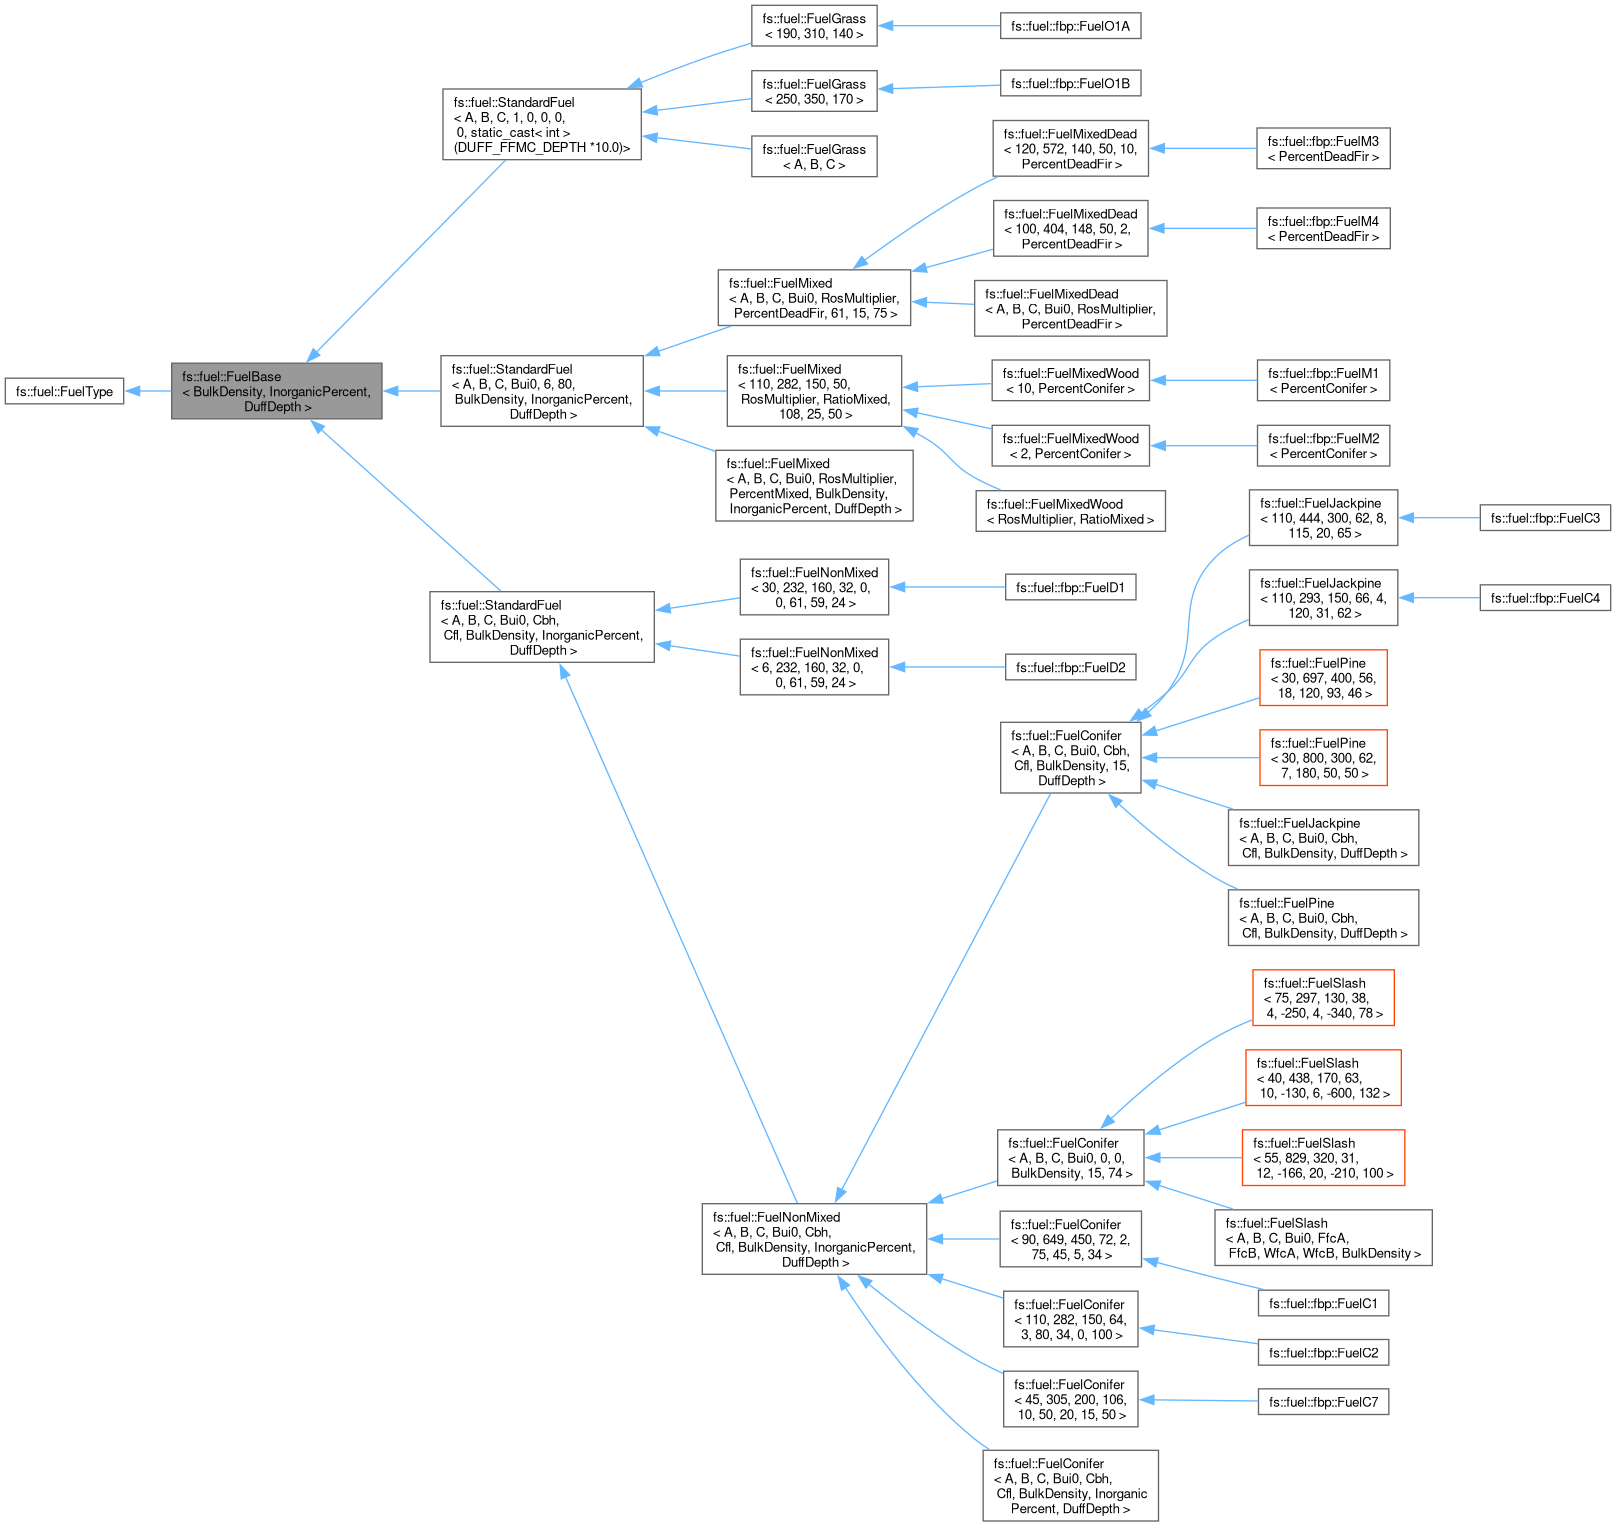 fs::fuel::FuelType
fs::fuel::FuelBase
< BulkDensity, InorganicPercent,
DuffDepth >
fs::fuel::StandardFuel
< A, B, C, 1, 0, 0, 0,
0, static_cast< int >
(DUFF_FFMC_DEPTH *10.0)>
fs::fuel::FuelGrass
< 190, 310, 140 >
fs::fuel::fbp::FuelO1A
fs::fuel::FuelGrass
< 250, 350, 170 >
fs::fuel::fbp::FuelO1B
fs::fuel::FuelGrass
< A, B, C >
fs::fuel::StandardFuel
< A, B, C, Bui0, 6, 80,
BulkDensity, InorganicPercent,
DuffDepth >
fs::fuel::FuelMixed
< A, B, C, Bui0, RosMultiplier,
PercentDeadFir, 61, 15, 75 >
fs::fuel::FuelMixedDead
< 120, 572, 140, 50, 10,
PercentDeadFir >
fs::fuel::fbp::FuelM3
< PercentDeadFir >
fs::fuel::FuelMixedDead
< 100, 404, 148, 50, 2,
PercentDeadFir >
fs::fuel::fbp::FuelM4
< PercentDeadFir >
fs::fuel::FuelMixedDead
< A, B, C, Bui0, RosMultiplier,
PercentDeadFir >
fs::fuel::FuelMixed
< 110, 282, 150, 50,
RosMultiplier, RatioMixed,
108, 25, 50 >
fs::fuel::FuelMixedWood
< 10, PercentConifer >
fs::fuel::fbp::FuelM1
< PercentConifer >
fs::fuel::FuelMixedWood
< 2, PercentConifer >
fs::fuel::fbp::FuelM2
< PercentConifer >
fs::fuel::FuelMixedWood
< RosMultiplier, RatioMixed >
fs::fuel::FuelMixed
< A, B, C, Bui0, RosMultiplier,
PercentMixed, BulkDensity,
InorganicPercent, DuffDepth >
fs::fuel::StandardFuel
< A, B, C, Bui0, Cbh,
Cfl, BulkDensity, InorganicPercent,
DuffDepth >
fs::fuel::FuelNonMixed
< 30, 232, 160, 32, 0,
0, 61, 59, 24 >
fs::fuel::fbp::FuelD1
fs::fuel::FuelNonMixed
< 6, 232, 160, 32, 0,
0, 61, 59, 24 >
fs::fuel::fbp::FuelD2
fs::fuel::FuelNonMixed
< A, B, C, Bui0, Cbh,
Cfl, BulkDensity, InorganicPercent,
DuffDepth >
fs::fuel::FuelConifer
< A, B, C, Bui0, Cbh,
Cfl, BulkDensity, 15,
DuffDepth >
fs::fuel::FuelJackpine
< 110, 444, 300, 62, 8,
115, 20, 65 >
fs::fuel::fbp::FuelC3
fs::fuel::FuelJackpine
< 110, 293, 150, 66, 4,
120, 31, 62 >
fs::fuel::fbp::FuelC4
fs::fuel::FuelPine
< 30, 697, 400, 56,
18, 120, 93, 46 >
fs::fuel::FuelPine
< 30, 800, 300, 62,
7, 180, 50, 50 >
fs::fuel::FuelJackpine
< A, B, C, Bui0, Cbh,
Cfl, BulkDensity, DuffDepth >
fs::fuel::FuelPine
< A, B, C, Bui0, Cbh,
Cfl, BulkDensity, DuffDepth >
fs::fuel::FuelConifer
< A, B, C, Bui0, 0, 0,
BulkDensity, 15, 74 >
fs::fuel::FuelSlash
< 75, 297, 130, 38,
4, -250, 4, -340, 78 >
fs::fuel::FuelSlash
< 40, 438, 170, 63,
10, -130, 6, -600, 132 >
fs::fuel::FuelSlash
< 55, 829, 320, 31,
12, -166, 20, -210, 100 >
fs::fuel::FuelSlash
< A, B, C, Bui0, FfcA,
FfcB, WfcA, WfcB, BulkDensity >
fs::fuel::FuelConifer
< 90, 649, 450, 72, 2,
75, 45, 5, 34 >
fs::fuel::fbp::FuelC1
fs::fuel::FuelConifer
< 110, 282, 150, 64,
3, 80, 34, 0, 100 >
fs::fuel::fbp::FuelC2
fs::fuel::FuelConifer
< 45, 305, 200, 106,
10, 50, 20, 15, 50 >
fs::fuel::fbp::FuelC7
fs::fuel::FuelConifer
< A, B, C, Bui0, Cbh,
Cfl, BulkDensity, Inorganic
Percent, DuffDepth >